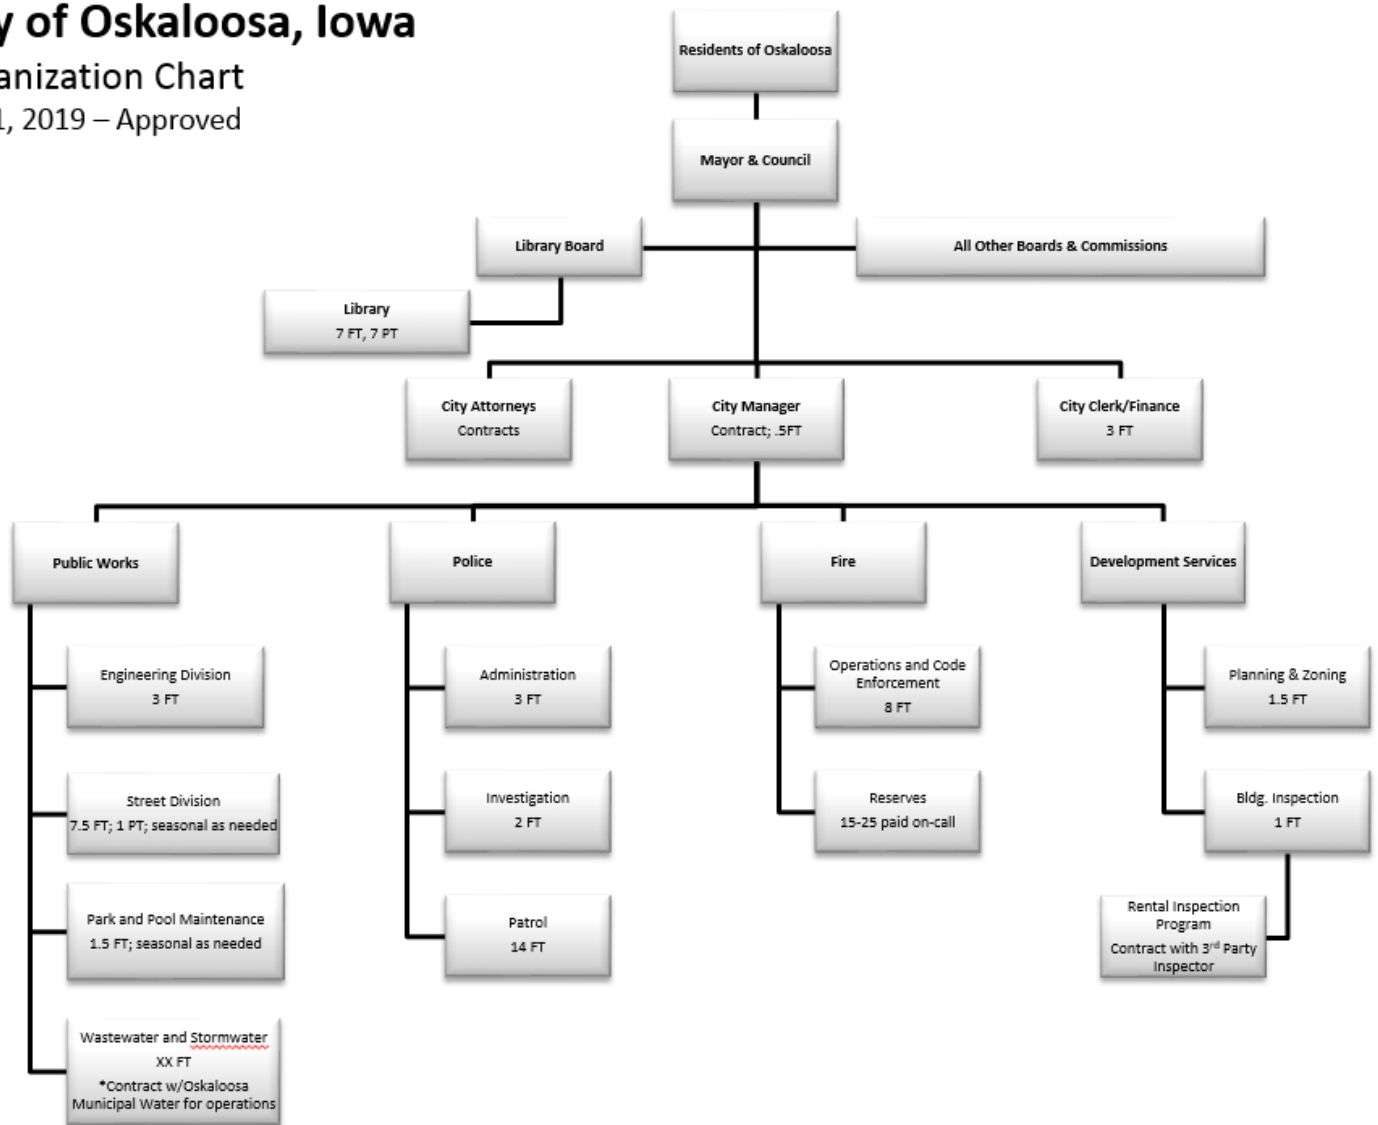 y of Oskaloosa, Iowa
anization Chart
1, 2019 – Approved
Residents of Oskaloosa
Mayor & Council
Library Board
All Other Boards & Commissions
Library
7 FT, 7 PT
City Attorneys
Contracts
City Manager
Contract; .5FT
City Clerk/Finance
3 FT
Public Works
Police
Fire
Development Services
Engineering Division
3 FT
Street Division
7.5 FT; 1 PT; seasonal as needed
Park and Pool Maintenance
1.5 FT; seasonal as needed
Wastewater and Stormwater
XX FT
*Contract w/Oskaloosa
Municipal Water for operations
Administration
3 FT
Investigation
2 FT
Patrol
14 FT
Operations and Code
Enforcement
8 FT
Reserves
15-25 paid on-call
Planning & Zoning
1.5 FT
Bldg. Inspection
1 FT
Rental Inspection
Program
Contract with 3rd Party
Inspector